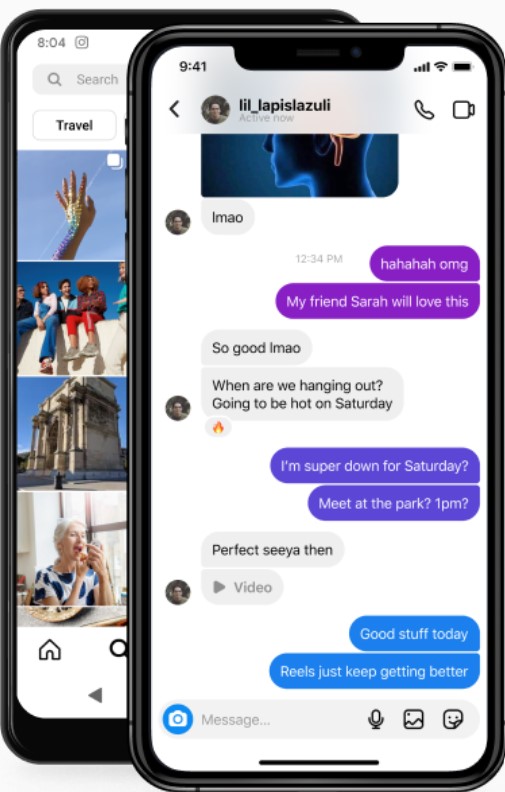 8:04
Search
Travel
9:41
lil_lapislazuli
Active now
lmao
12:34 PM
hahahah omg
My friend Sarah will love this
So good lmao
When are we hanging out?
Going to be hot on Saturday
I'm super down for Saturday?
Meet at the park? 1pm?
Perfect seeya then
Video
Good stuff today
Reels just keep getting better
Message...